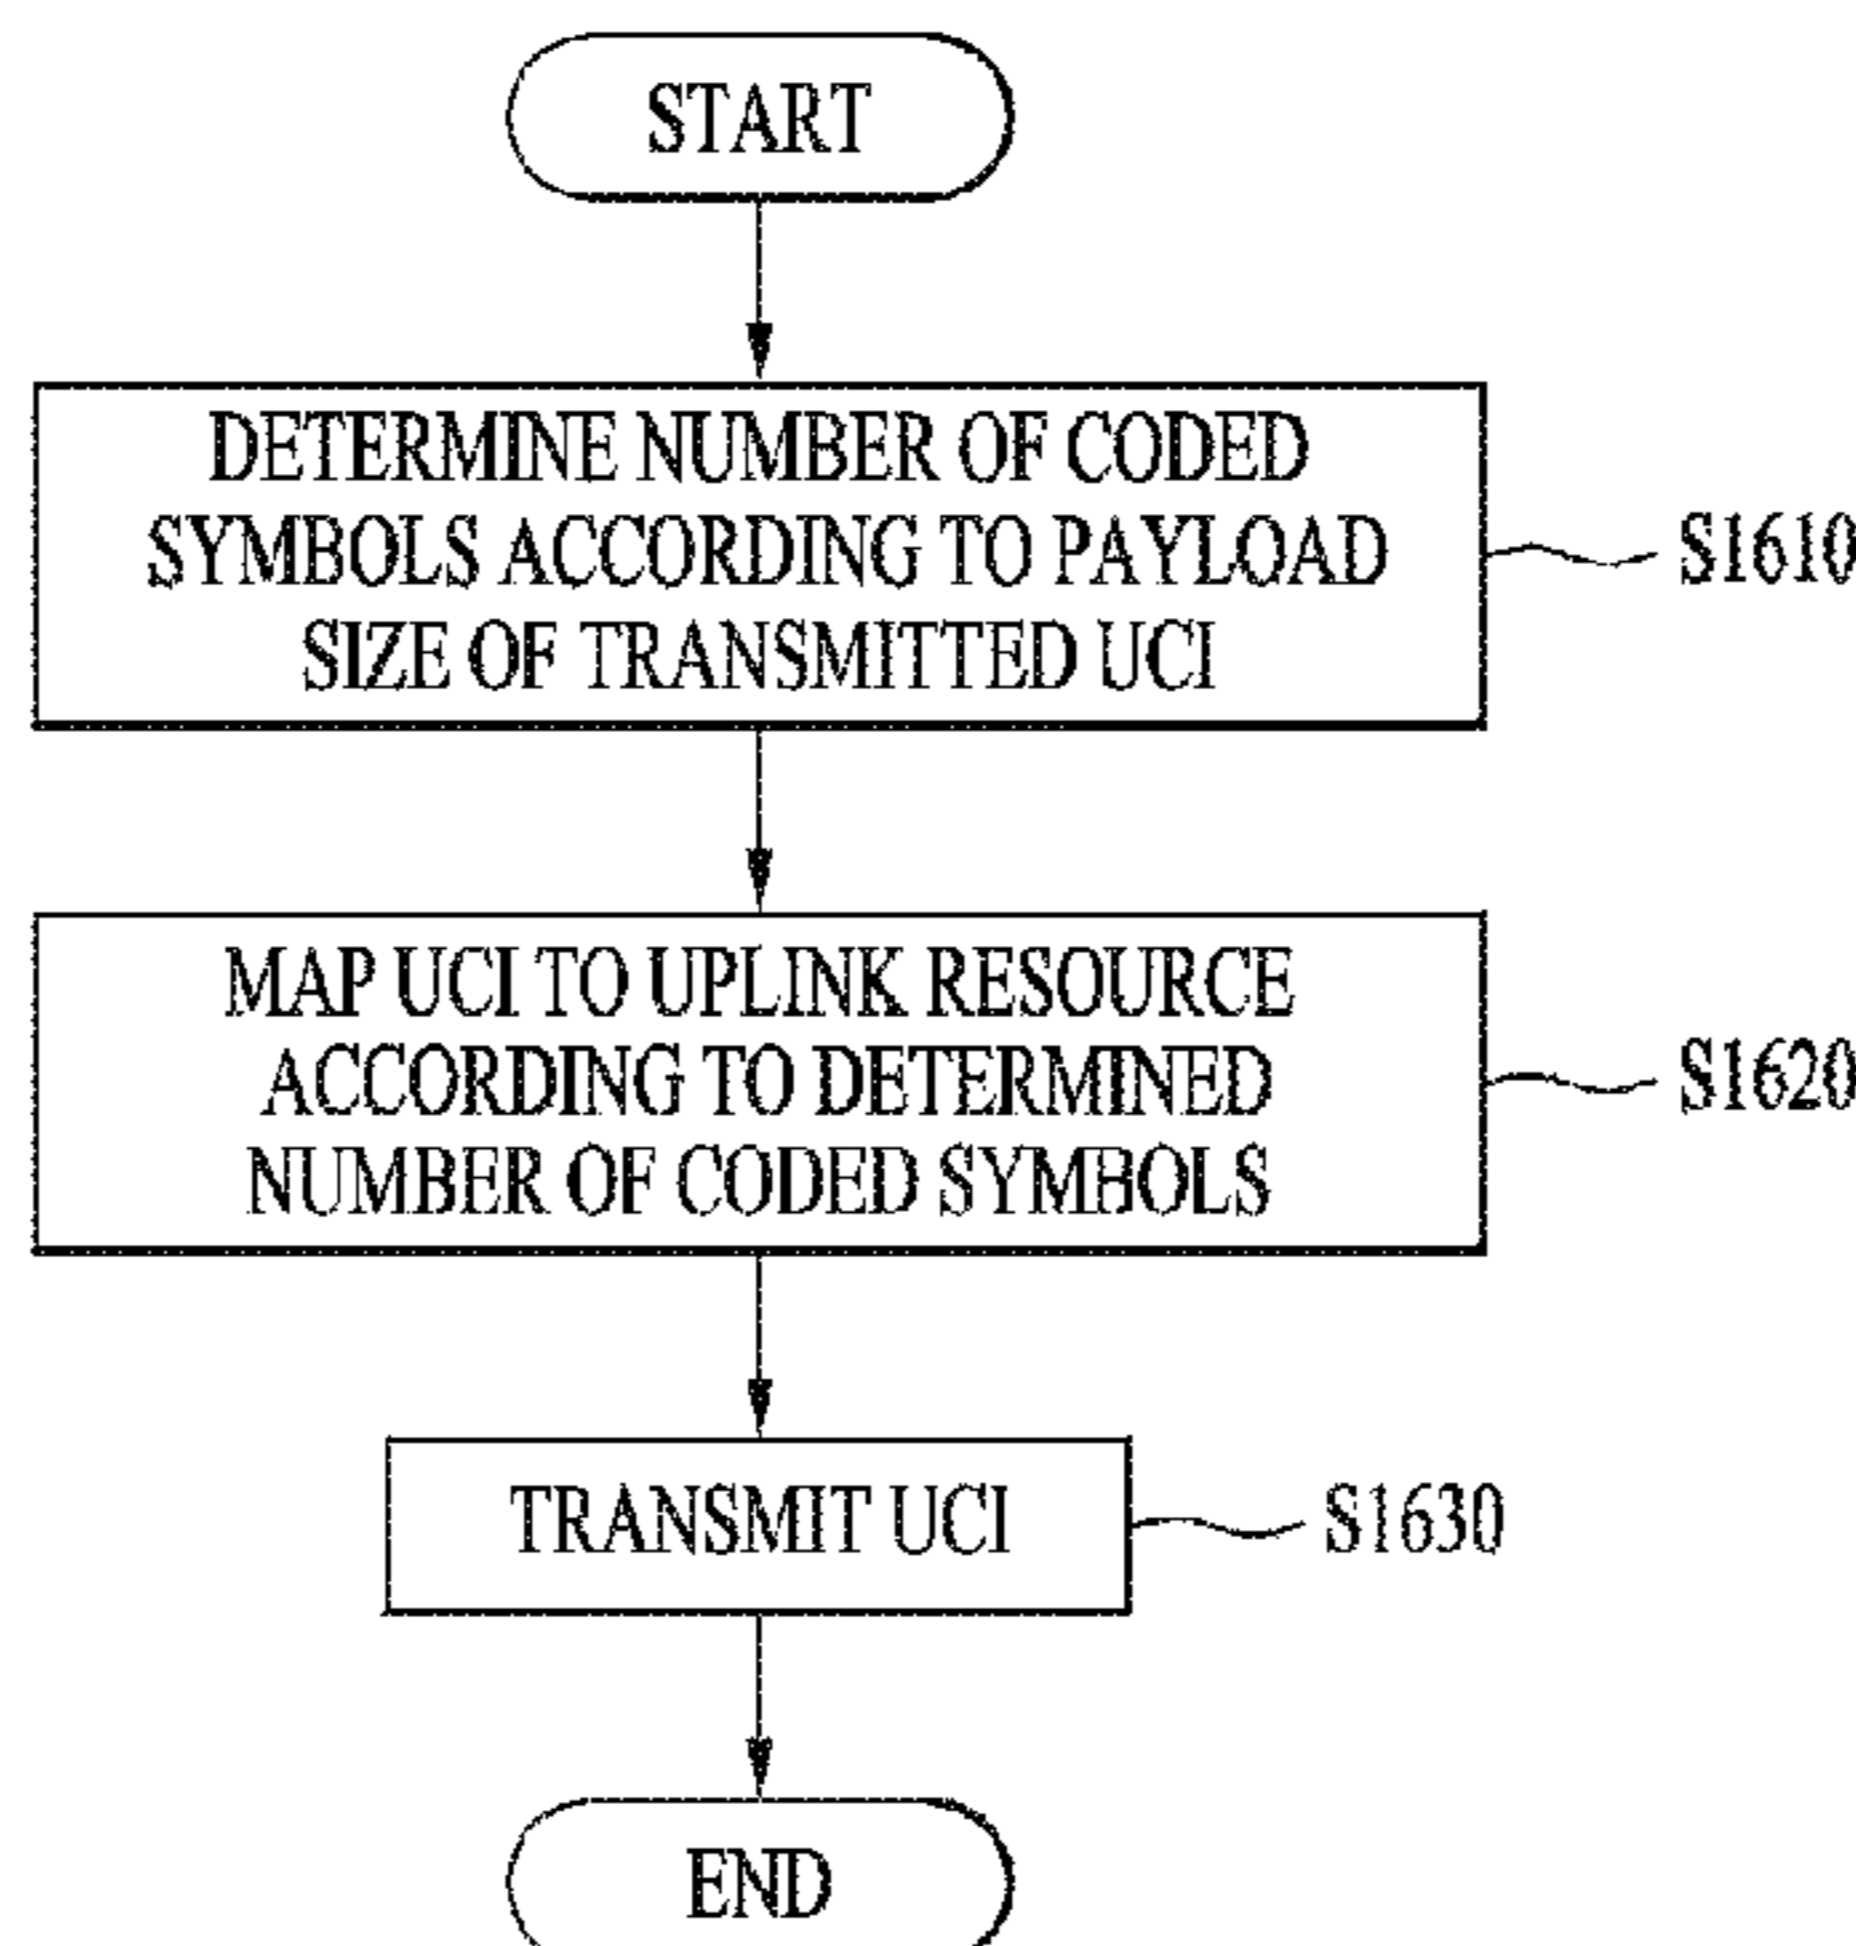 START
DETERMINE NUMBER OF CODED
SYMBOLS ACCORDING TO PAYLOAD
SIZE OF TRANSMITTED UCI
S1610
MAP UCI TO UPLINK RESOURCE
ACCORDING TO DETERMINED
NUMBER OF CODED SYMBOLS
S1620
TRANSMIT UCI
S1630
END